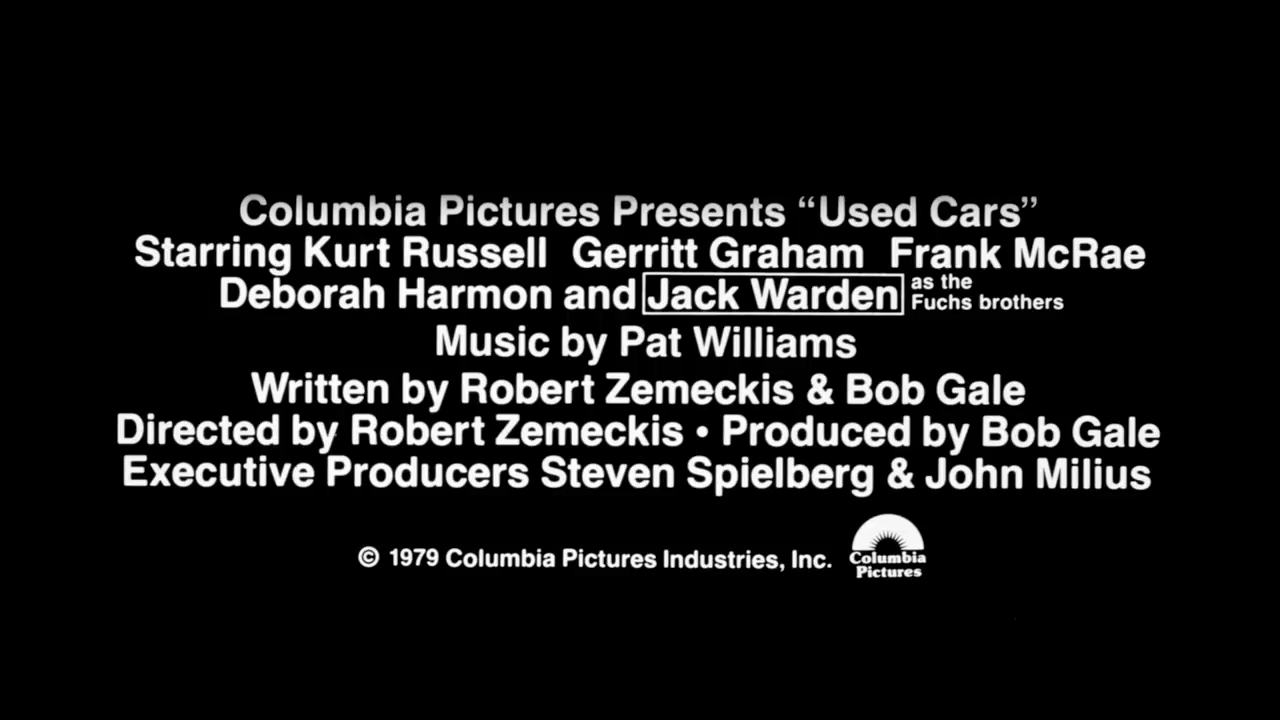 Columbia Pictures Presents “Used Cars”
Starring Kurt Russell Gerritt Graham Frank McRae
Deborah Harmon and Jack Warden as the Fuchs brothers
Music by Pat Williams
Written by Robert Zemeckis & Bob Gale
Directed by Robert Zemeckis • Produced by Bob Gale
Executive Producers Steven Spielberg & John Milius
© 1979 Columbia Pictures Industries, Inc.
Columbia
Pictures